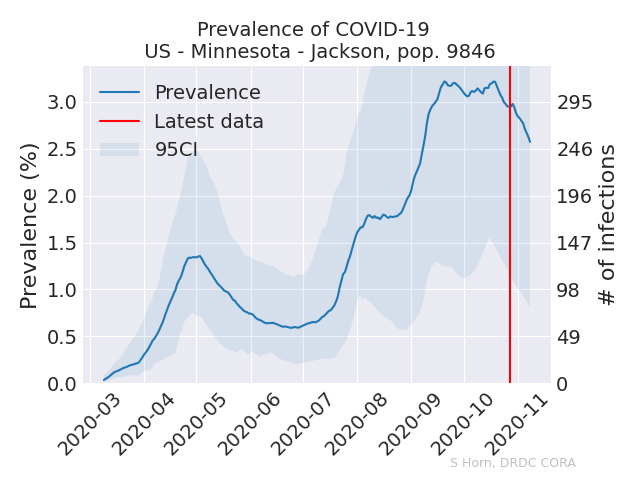 Prevalence of COVID-19
US - Minnesota - Jackson, pop. 9846
Prevalence
Latest data
95CI
Prevalence (%)
3.0
2.5
2.0
1.5
1.0
0.5
0.0
295
246
196
147
98
49
0
# of infections
2020-03
2020-04
2020-05
2020-06
2020-07
2020-08
2020-09
2020-10
2020-11
S Horn, DRDC CORA